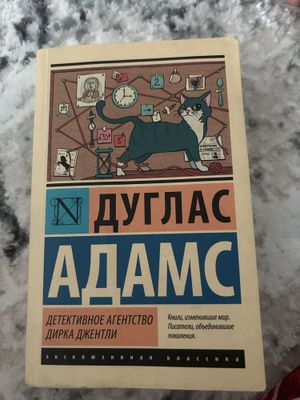 ДУГЛАС
АДАМС
ДЕТЕКТИВНОЕ АГЕНТСТВО
ДИРКА ДЖЕНТЛИ
Книги, изменившие мир.
Писатели, объединившие
поколения.
эксклюзивная классика